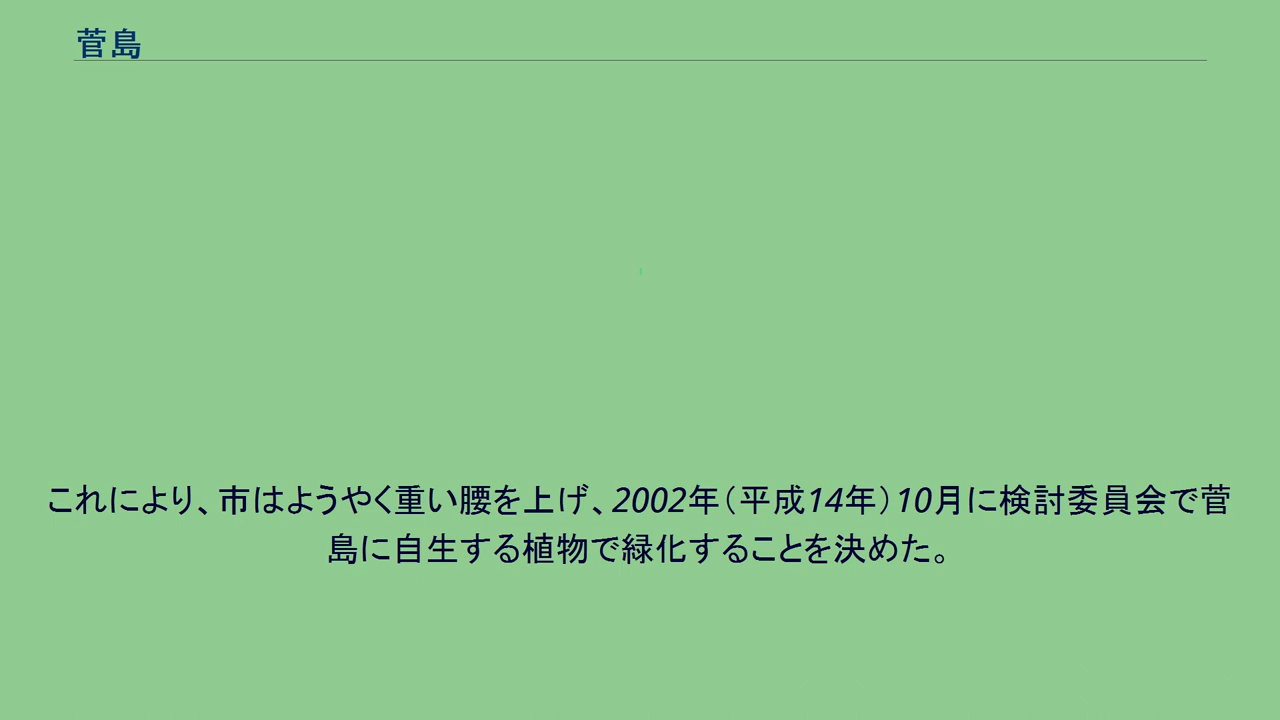 菅島
これにより、市はようやく重い腰を上げ、2002年（平成14年）10月に検討委員会で菅
島に自生する植物で緑化することを決めた。